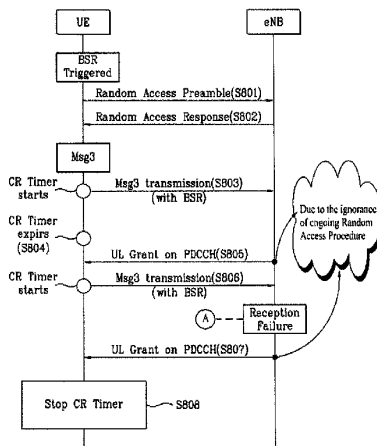 UE
eNB
BSR
Triggered
Random Access Preamble(S801)
Random Access Response(S802)
Msg3
CR Timer
starts
Msg3 transmission(S803)
(with BSR)
Due to the ignorance
of ongoing Random
Access Procedure
CR Timer
expirs
(S804)
UL Grant on PDCCH(S805)
CR Timer
starts
Msg3 transmission(S806)
(with BSR)
A
Reception
Failure
UL Grant on PDCCH(S807)
Stop CR Timer
S808